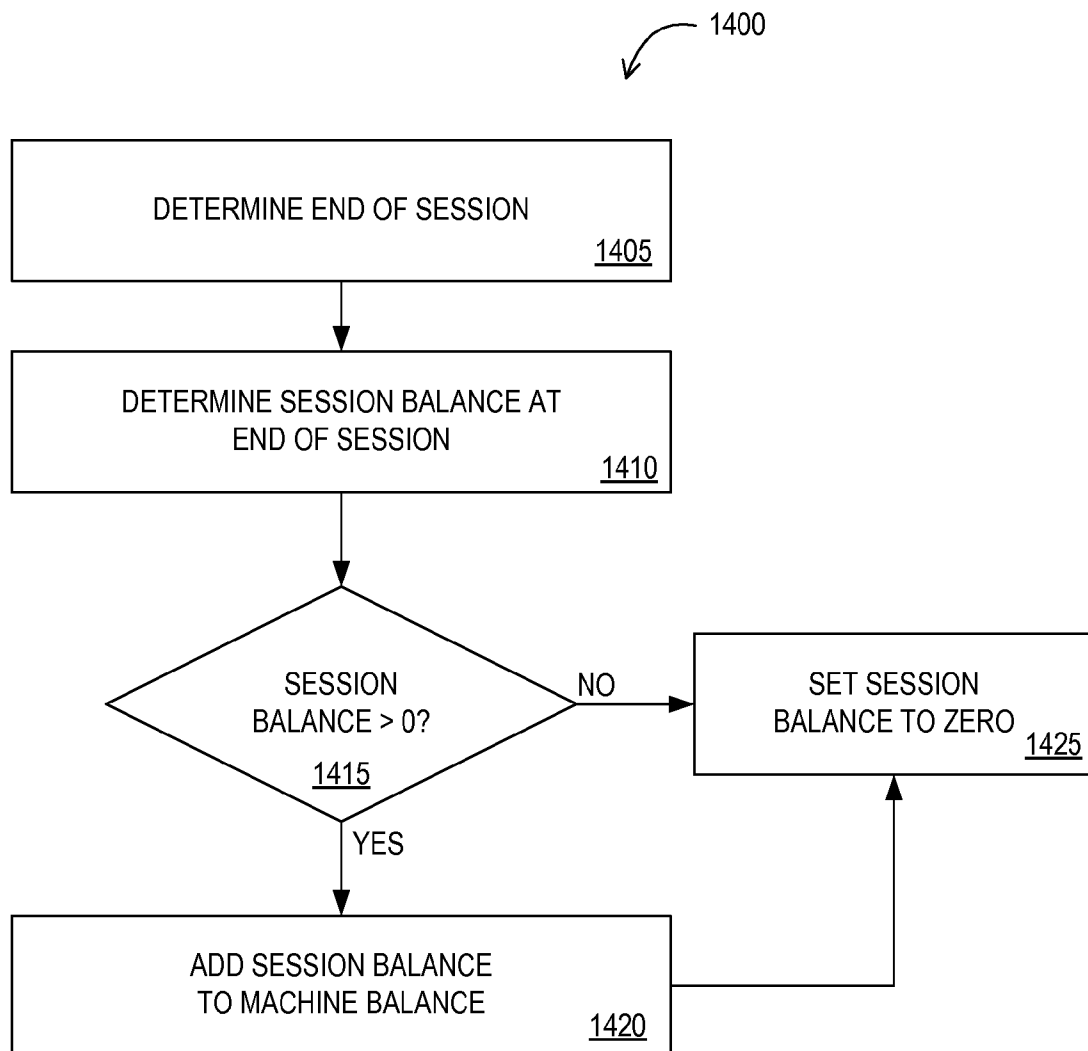 1400
DETERMINE END OF SESSION
1405
DETERMINE SESSION BALANCE AT
END OF SESSION
1410
SESSION
BALANCE > 0?
1415
NO
SET SESSION
BALANCE TO ZERO
1425
YES
ADD SESSION BALANCE
TO MACHINE BALANCE
1420